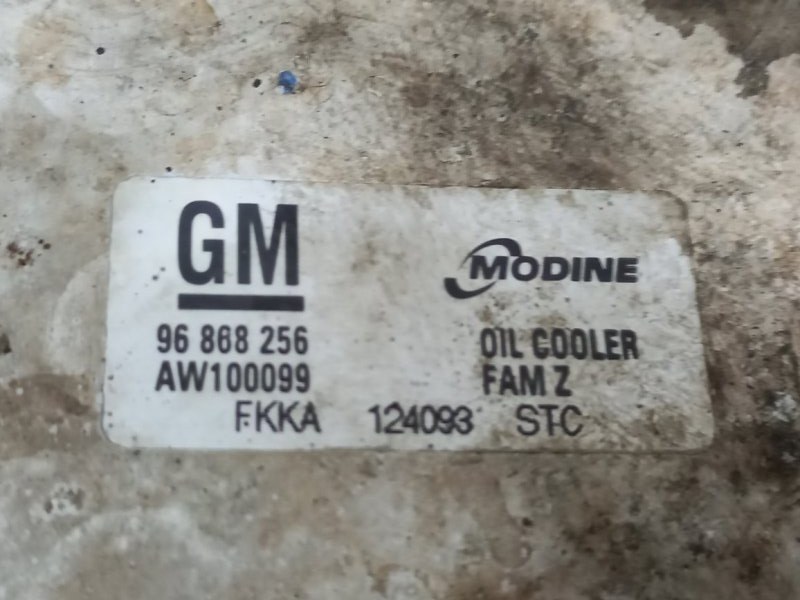 GM MODINE
96 868 256 OIL COOLER
AW100099 FAM Z
FKKA 124093 STC